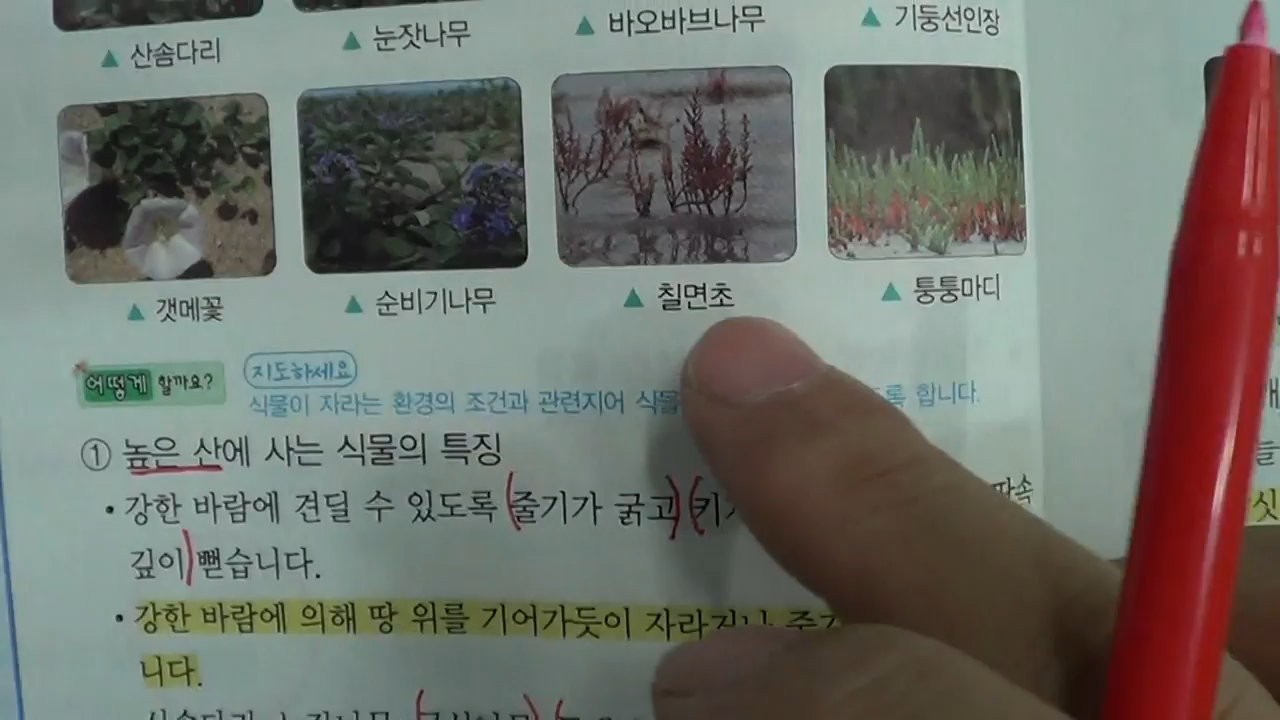 ▲ 산솜다리 ▲ 눈잣나무 ▲ 바오바브나무 ▲ 기둥선인장
▲ 갯메꽃 ▲ 순비기나무 ▲ 칠면초 ▲ 퉁퉁마디
어떻게 할까요? 지도하세요
식물이 자라는 환경의 조건과 관련지어 합니다.
① 높은 산에 사는 식물의 특징
• 강한 바람에 견딜 수 있도록 줄기가 굵고 땅속
깊이 뻗습니다.
• 강한 바람에 의해 땅 위를 기어가듯이 자라거나
니다.